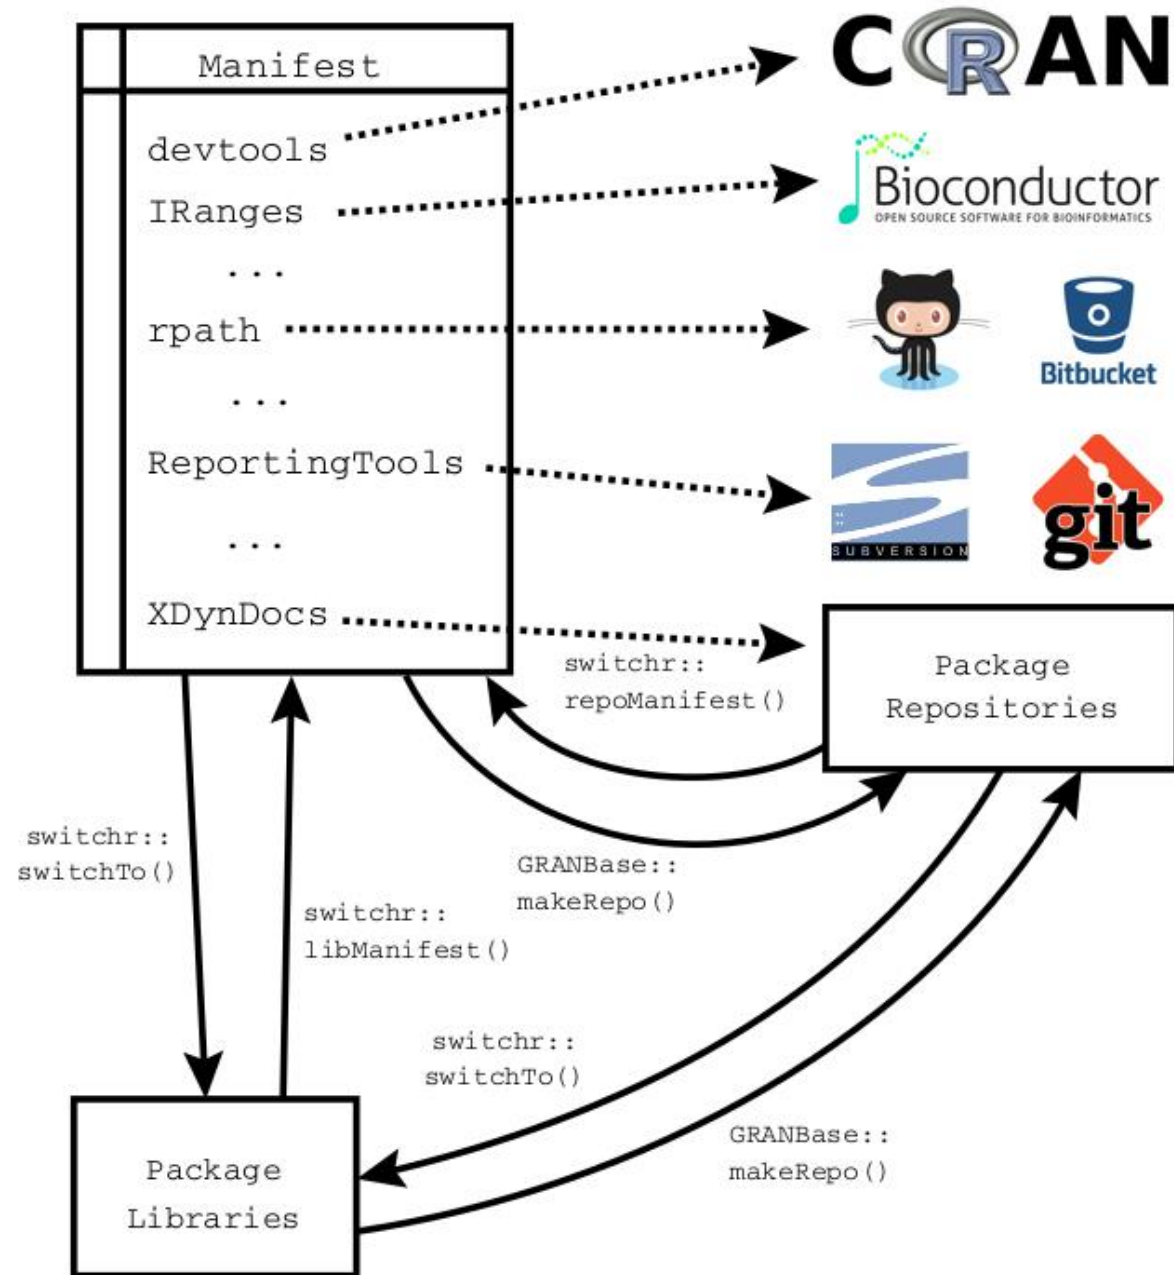 Manifest
devtools
IRanges
...
rpath
...
ReportingTools
...
XDynDocs
CRAN
Bioconductor
OPEN SOURCE SOFTWARE FOR BIOINFORMATICS
Bitbucket
SUBVERSION
git
Package
Repositories
switchr::
repoManifest()
GRANBase::
makeRepo()
switchr::
switchTo()
switchr::
libManifest()
switchr::
switchTo()
GRANBase::
makeRepo()
Package
Libraries